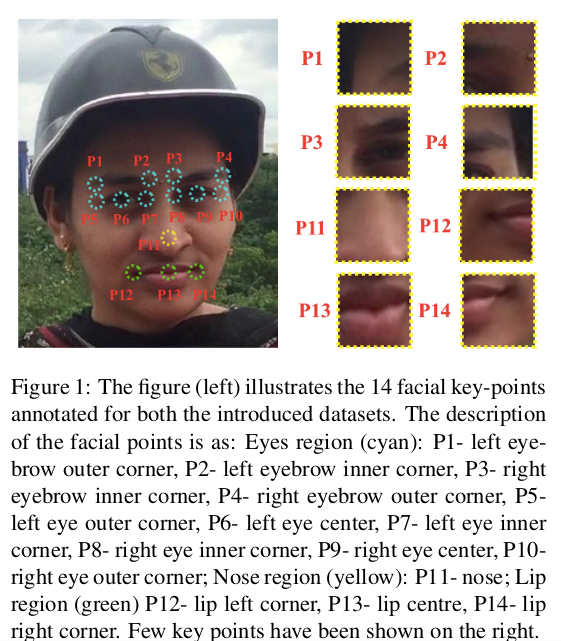 P1 P2
P1 P2 P3 P4
P3 P4
P5 P6 P7 P8 P9 P10
P11
P11 P12
P12 P13 P14
P13 P14
Figure 1: The figure (left) illustrates the 14 facial key-points
annotated for both the introduced datasets. The description
of the facial points is as: Eyes region (cyan): P1- left eye-
brow outer corner, P2- left eyebrow inner corner, P3- right
eyebrow inner corner, P4- right eyebrow outer corner, P5-
left eye outer corner, P6- left eye center, P7- left eye inner
corner, P8- right eye inner corner, P9- right eye center, P10-
right eye outer corner; Nose region (yellow): P11- nose; Lip
region (green) P12- lip left corner, P13- lip centre, P14- lip
right corner. Few key points have been shown on the right.